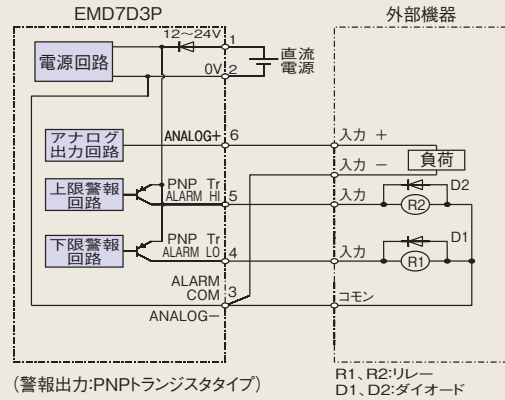 EMD7D3P
外部機器
12〜24V
1
電源回路
直流
電源
0V
2
アナログ
出力回路
ANALOG+
6
入力 +
入力 −
負荷
上限警報
回路
PNP Tr
ALARM HI
5
入力
D2
R2
下限警報
回路
PNP Tr
ALARM LO
4
入力
D1
R1
ALARM
COM
3
ANALOG−
コモン
(警報出力:PNPトランジスタタイプ)
R1、R2:リレー
D1、D2:ダイオード